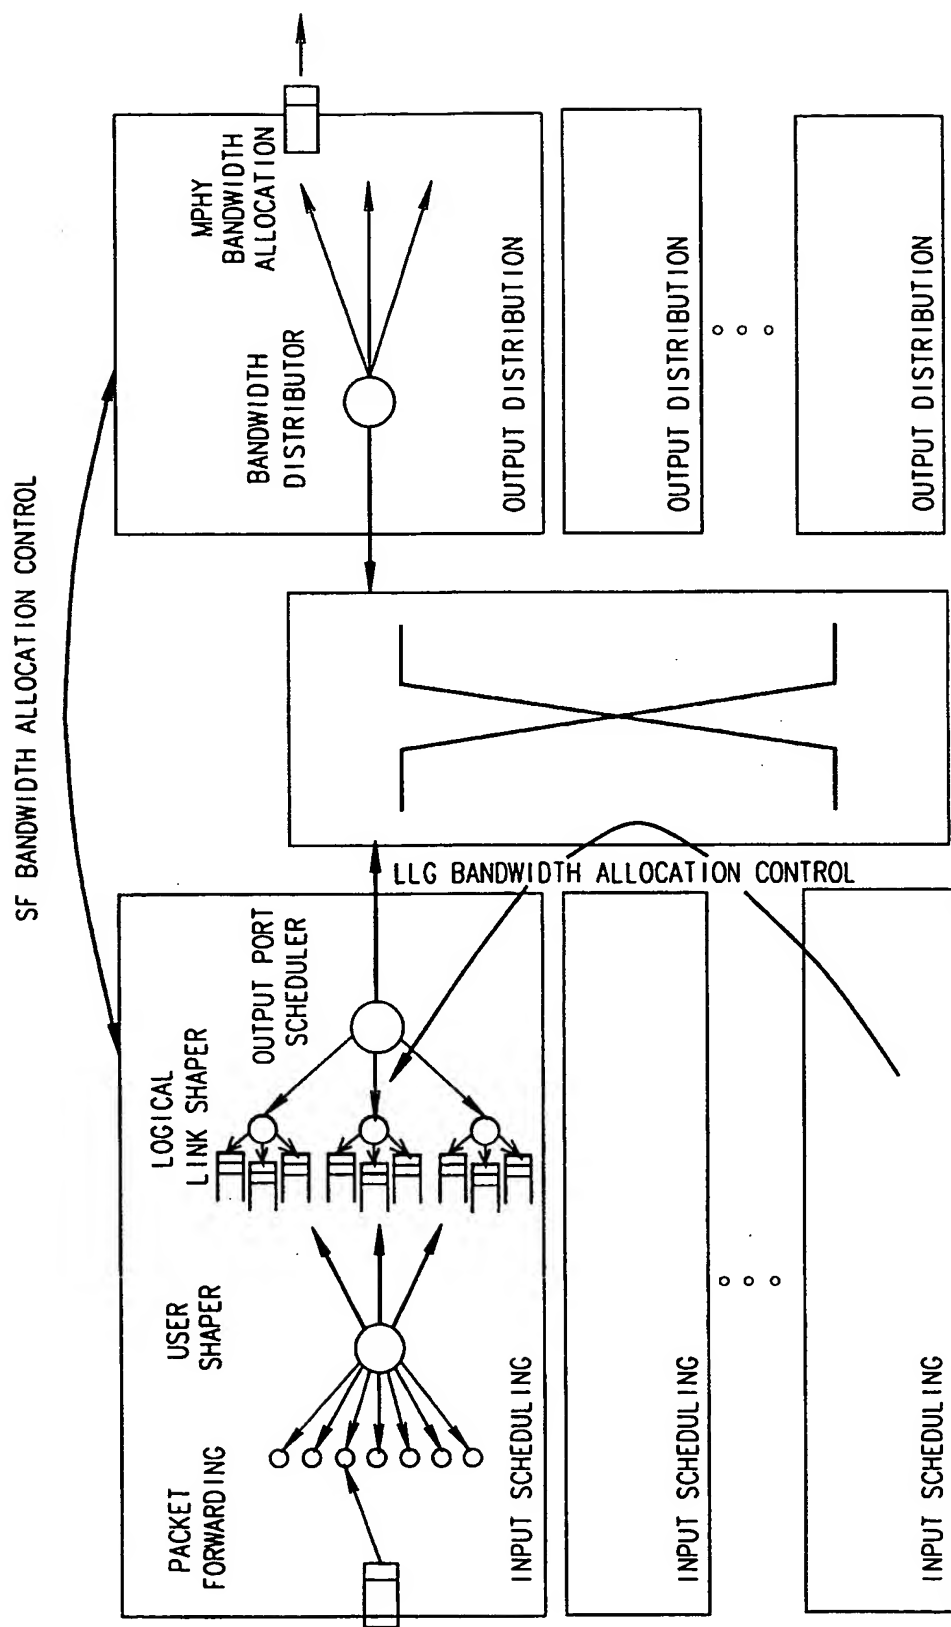 SF BANDWIDTH ALLOCATION CONTROL
PACKET
FORWARDING
USER
SHAPER
LOGICAL
LINK SHAPER
OUTPUT PORT
SCHEDULER
INPUT SCHEDULING
INPUT SCHEDULING
INPUT SCHEDULING
LLG BANDWIDTH ALLOCATION CONTROL
BANDWIDTH
DISTRIBUTOR
MPHY
BANDWIDTH
ALLOCATION
OUTPUT DISTRIBUTION
OUTPUT DISTRIBUTION
OUTPUT DISTRIBUTION